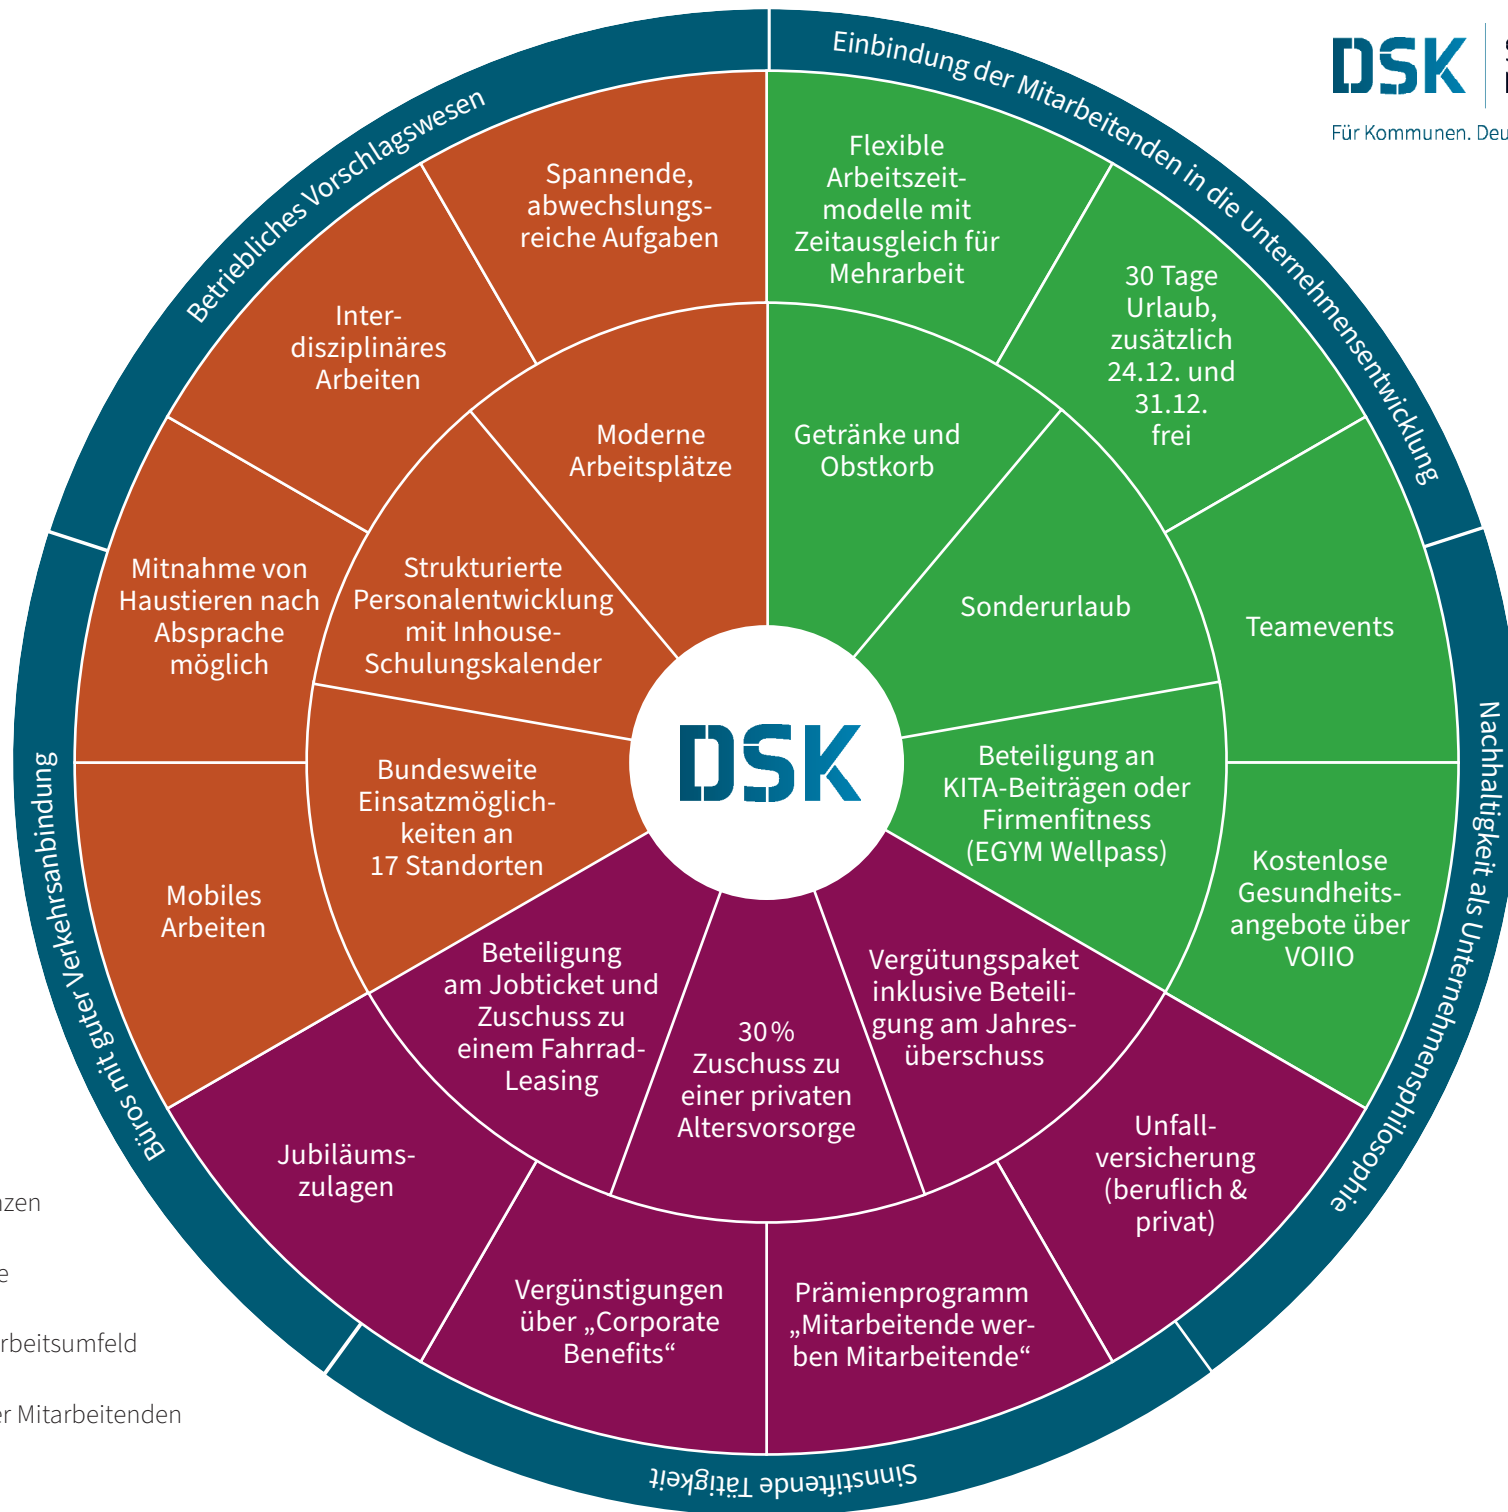 DSK
Für Kommunen. Deu
Einbindung der Mitarbeitenden in die Unternehmensentwicklung
Nachhaltigkeit als Unternehmensphilosophie
Sinnstiftende Tätigkeit
Büros mit guter Verkehrsanbindung
Betriebliches Vorschlagswesen
Flexible
Arbeitszeit-
modelle mit
Zeitausgleich für
Mehrarbeit
30 Tage
Urlaub,
zusätzlich
24.12. und
31.12.
frei
Teamevents
Kostenlose
Gesundheits-
angebote über
VOIIO
Unfall-
versicherung
(beruflich &
privat)
Prämienprogramm
„Mitarbeitende wer-
ben Mitarbeitende“
Vergünstigungen
über „Corporate
Benefits“
Jubiläums-
zulagen
Mobiles
Arbeiten
Mitnahme von
Haustieren nach
Absprache
möglich
Inter-
disziplinäres
Arbeiten
Spannende,
abwechslungs-
reiche Aufgaben
Getränke und
Obstkorb
Sonderurlaub
Beteiligung an
KITA-Beiträgen oder
Firmenfitness
(EGYM Wellpass)
Vergütungspaket
inklusive Beteili-
gung am Jahres-
überschuss
30 %
Zuschuss zu
einer privaten
Altersvorsorge
Beteiligung
am Jobticket und
Zuschuss zu
einem Fahrrad-
Leasing
Bundesweite
Einsatzmöglich-
keiten an
17 Standorten
Strukturierte
Personalentwicklung
mit Inhouse-
Schulungskalender
Moderne
Arbeitsplätze
DSK
nzen
e
rbeitsumfeld
er Mitarbeitenden